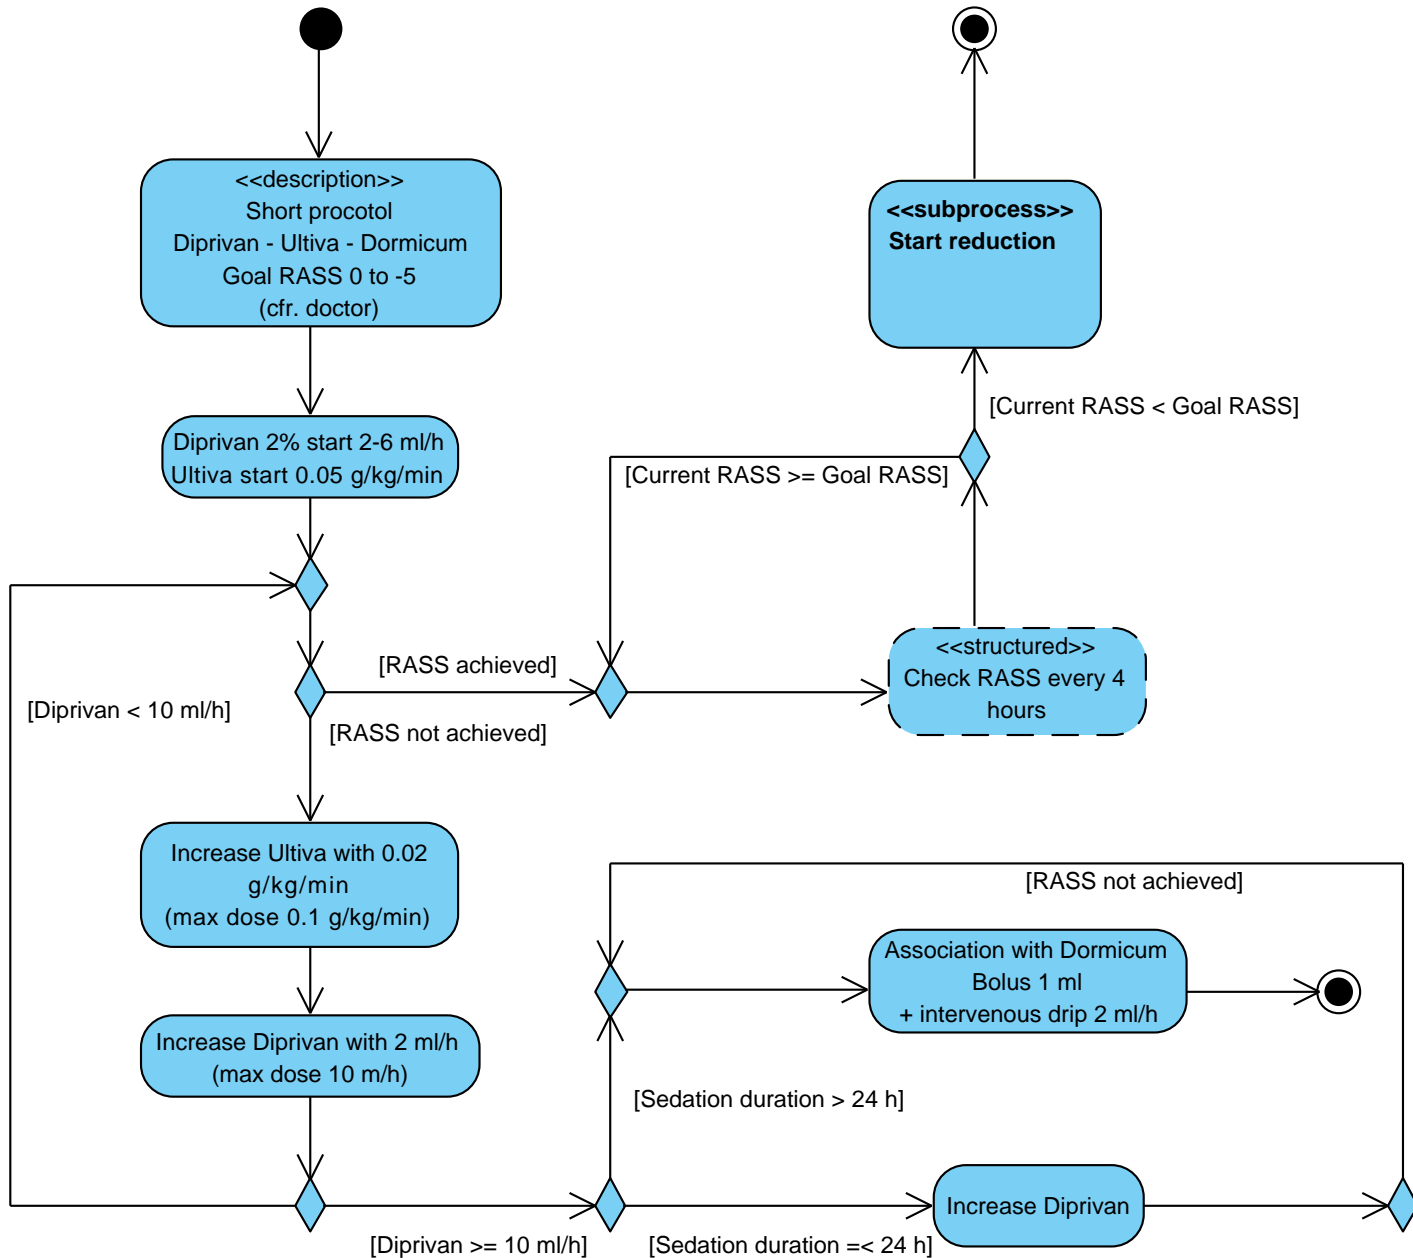 <<description>>
Short procotol
Diprivan - Ultiva - Dormicum
Goal RASS 0 to -5
(cfr. doctor)
<<subprocess>>
Start reduction
[Current RASS < Goal RASS]
Diprivan 2% start 2-6 ml/h
Ultiva start 0.05 g/kg/min
[Current RASS >= Goal RASS]
<<structured>>
Check RASS every 4
hours
[RASS achieved]
[Diprivan < 10 ml/h]
[RASS not achieved]
Increase Ultiva with 0.02
g/kg/min
(max dose 0.1 g/kg/min)
[RASS not achieved]
Association with Dormicum
Bolus 1 ml
+ intervenous drip 2 ml/h
Increase Diprivan with 2 ml/h
(max dose 10 m/h)
[Sedation duration > 24 h]
Increase Diprivan
[Diprivan >= 10 ml/h]
[Sedation duration =< 24 h]